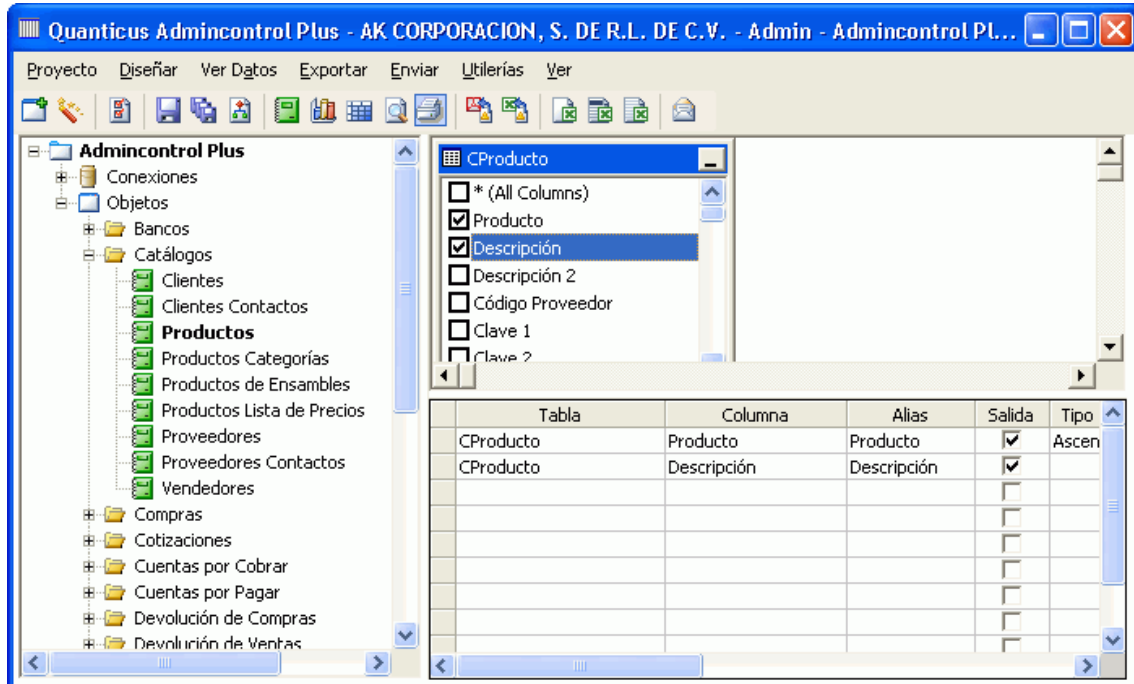 Quanticus Admincontrol Plus - AK CORPORACION, S. DE R.L. DE C.V. - Admin - Admincontrol Pl...
Proyecto Diseñar Ver Datos Exportar Enviar Utilerías Ver
Admincontrol Plus
Conexiones
Objetos
Bancos
Catálogos
Clientes
Clientes Contactos
Productos
Productos Categorías
Productos de Ensambles
Productos Lista de Precios
Proveedores
Proveedores Contactos
Vendedores
Compras
Cotizaciones
Cuentas por Cobrar
Cuentas por Pagar
Devolución de Compras
Devolución de Ventas
CProducto
* (All Columns)
Producto
Descripción
Descripción 2
Código Proveedor
Clave 1
Clave 2
Tabla Columna Alias Salida Tipo
CProducto Producto Producto Ascen
CProducto Descripción Descripción